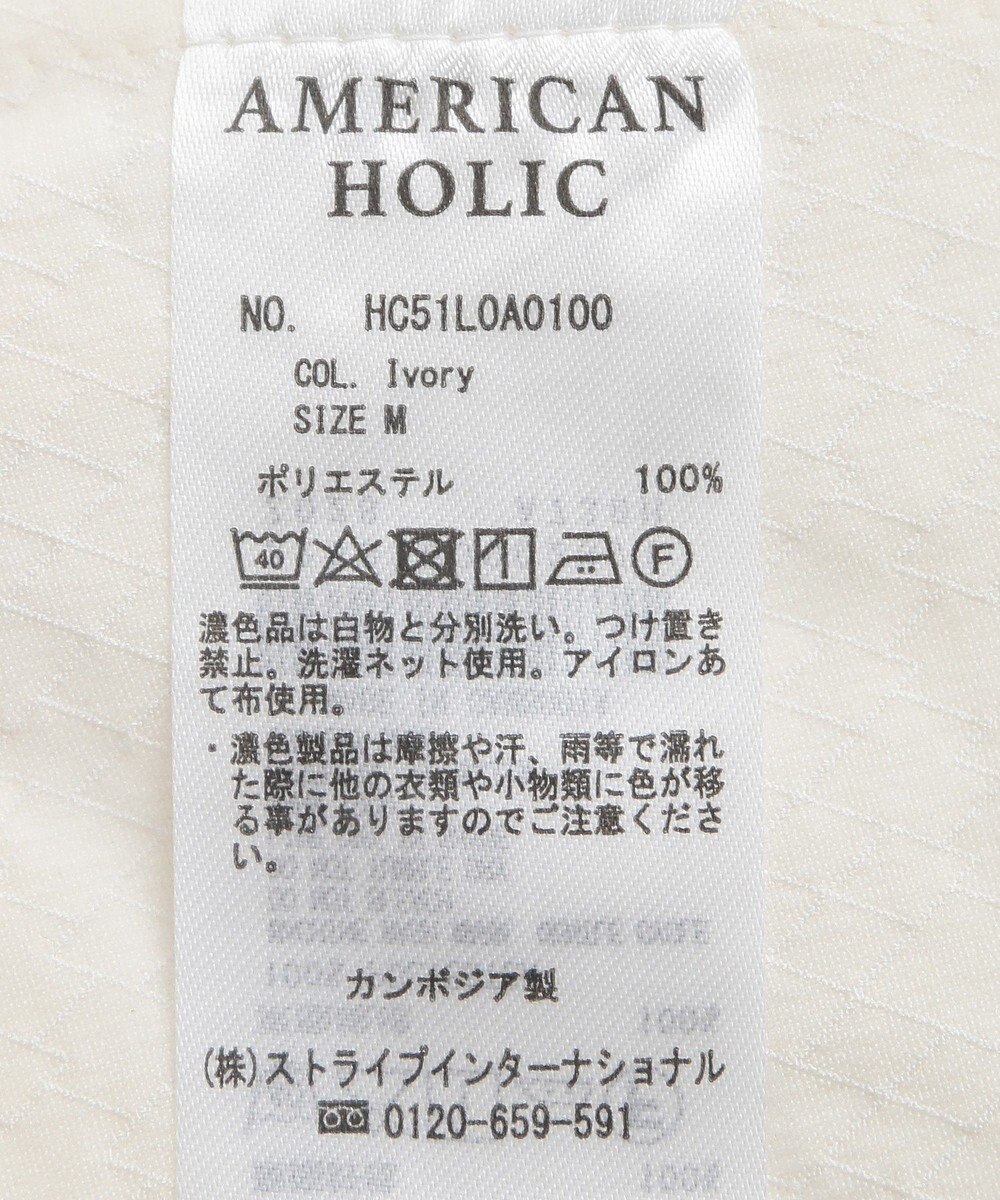 AMERICAN
HOLIC
NO. HC51L0A0100
COL. Ivory
SIZE M
ポリエステル 100%
40 F
濃色品は白物と分別洗い。つけ置き
禁止。洗濯ネット使用。アイロンあ
て布使用。
・濃色製品は摩擦や汗、雨等で濡れ
た際に他の衣類や小物類に色が移
る事がありますのでご注意くださ
い。
カンボジア製
(株)ストライプインターナショナル
0120-659-591